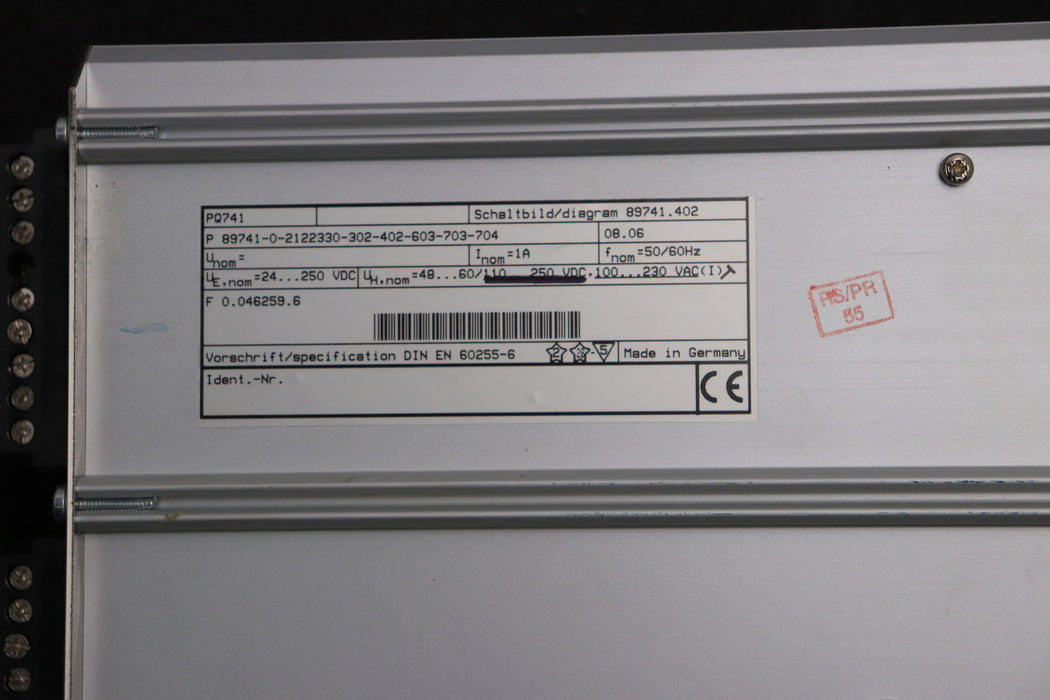 PQ741
Schaltbild/diagram 89741.402
P 89741-0-2122330-302-402-603-703-704
08.06
Unom=
Inom=1A
fnom=50/60Hz
UE,nom=24...250 VDC
UH,nom=48...60/110...250 VDC.100...230 VAC(I)
F 0.046259.6
Vorschrift/specification DIN EN 60255-6
2
5
Made in Germany
Ident.-Nr.
CE
/PR
55